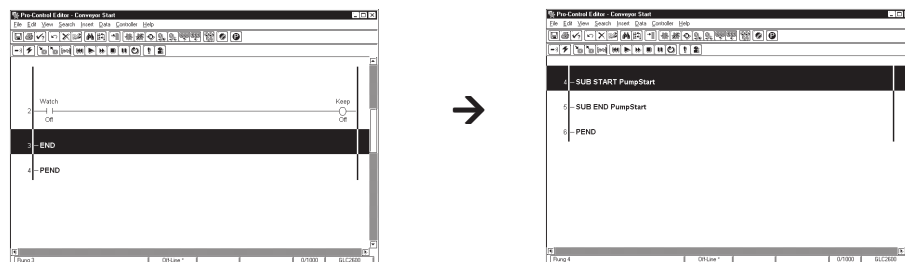 Pro-Control Editor - Conveyor Start
File Edit View Search Insert Data Controller Help
Watch
Keep
2
Off
Off
3 END
4 PEND
Rung 3 Off-Line * 0/1000 GLC2600
Pro-Control Editor - Conveyor Start
File Edit View Search Insert Data Controller Help
4 SUB START PumpStart
5 SUB END PumpStart
6 PEND
Rung 4 Off-Line * 0/1000 GLC2600